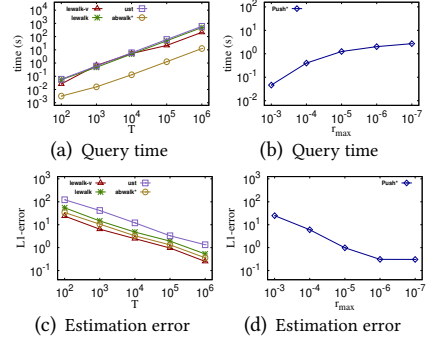 lewalk-v ust
lewalk abwalk*
time (s)
10^4
10^3
10^2
10^1
10^0
10^-1
10^-2
10^-3
10^2 10^3 10^4 10^5 10^6
T
(a) Query time
Push*
time (s)
10^2
10^1
10^0
10^-1
10^-2
10^-3 10^-4 10^-5 10^-6 10^-7
r_max
(b) Query time
lewalk-v ust
lewalk abwalk*
L1-error
10^3
10^2
10^1
10^0
10^-1
10^2 10^3 10^4 10^5 10^6
T
(c) Estimation error
Push*
L1-error
10^3
10^2
10^1
10^0
10^-1
10^-3 10^-4 10^-5 10^-6 10^-7
r_max
(d) Estimation error